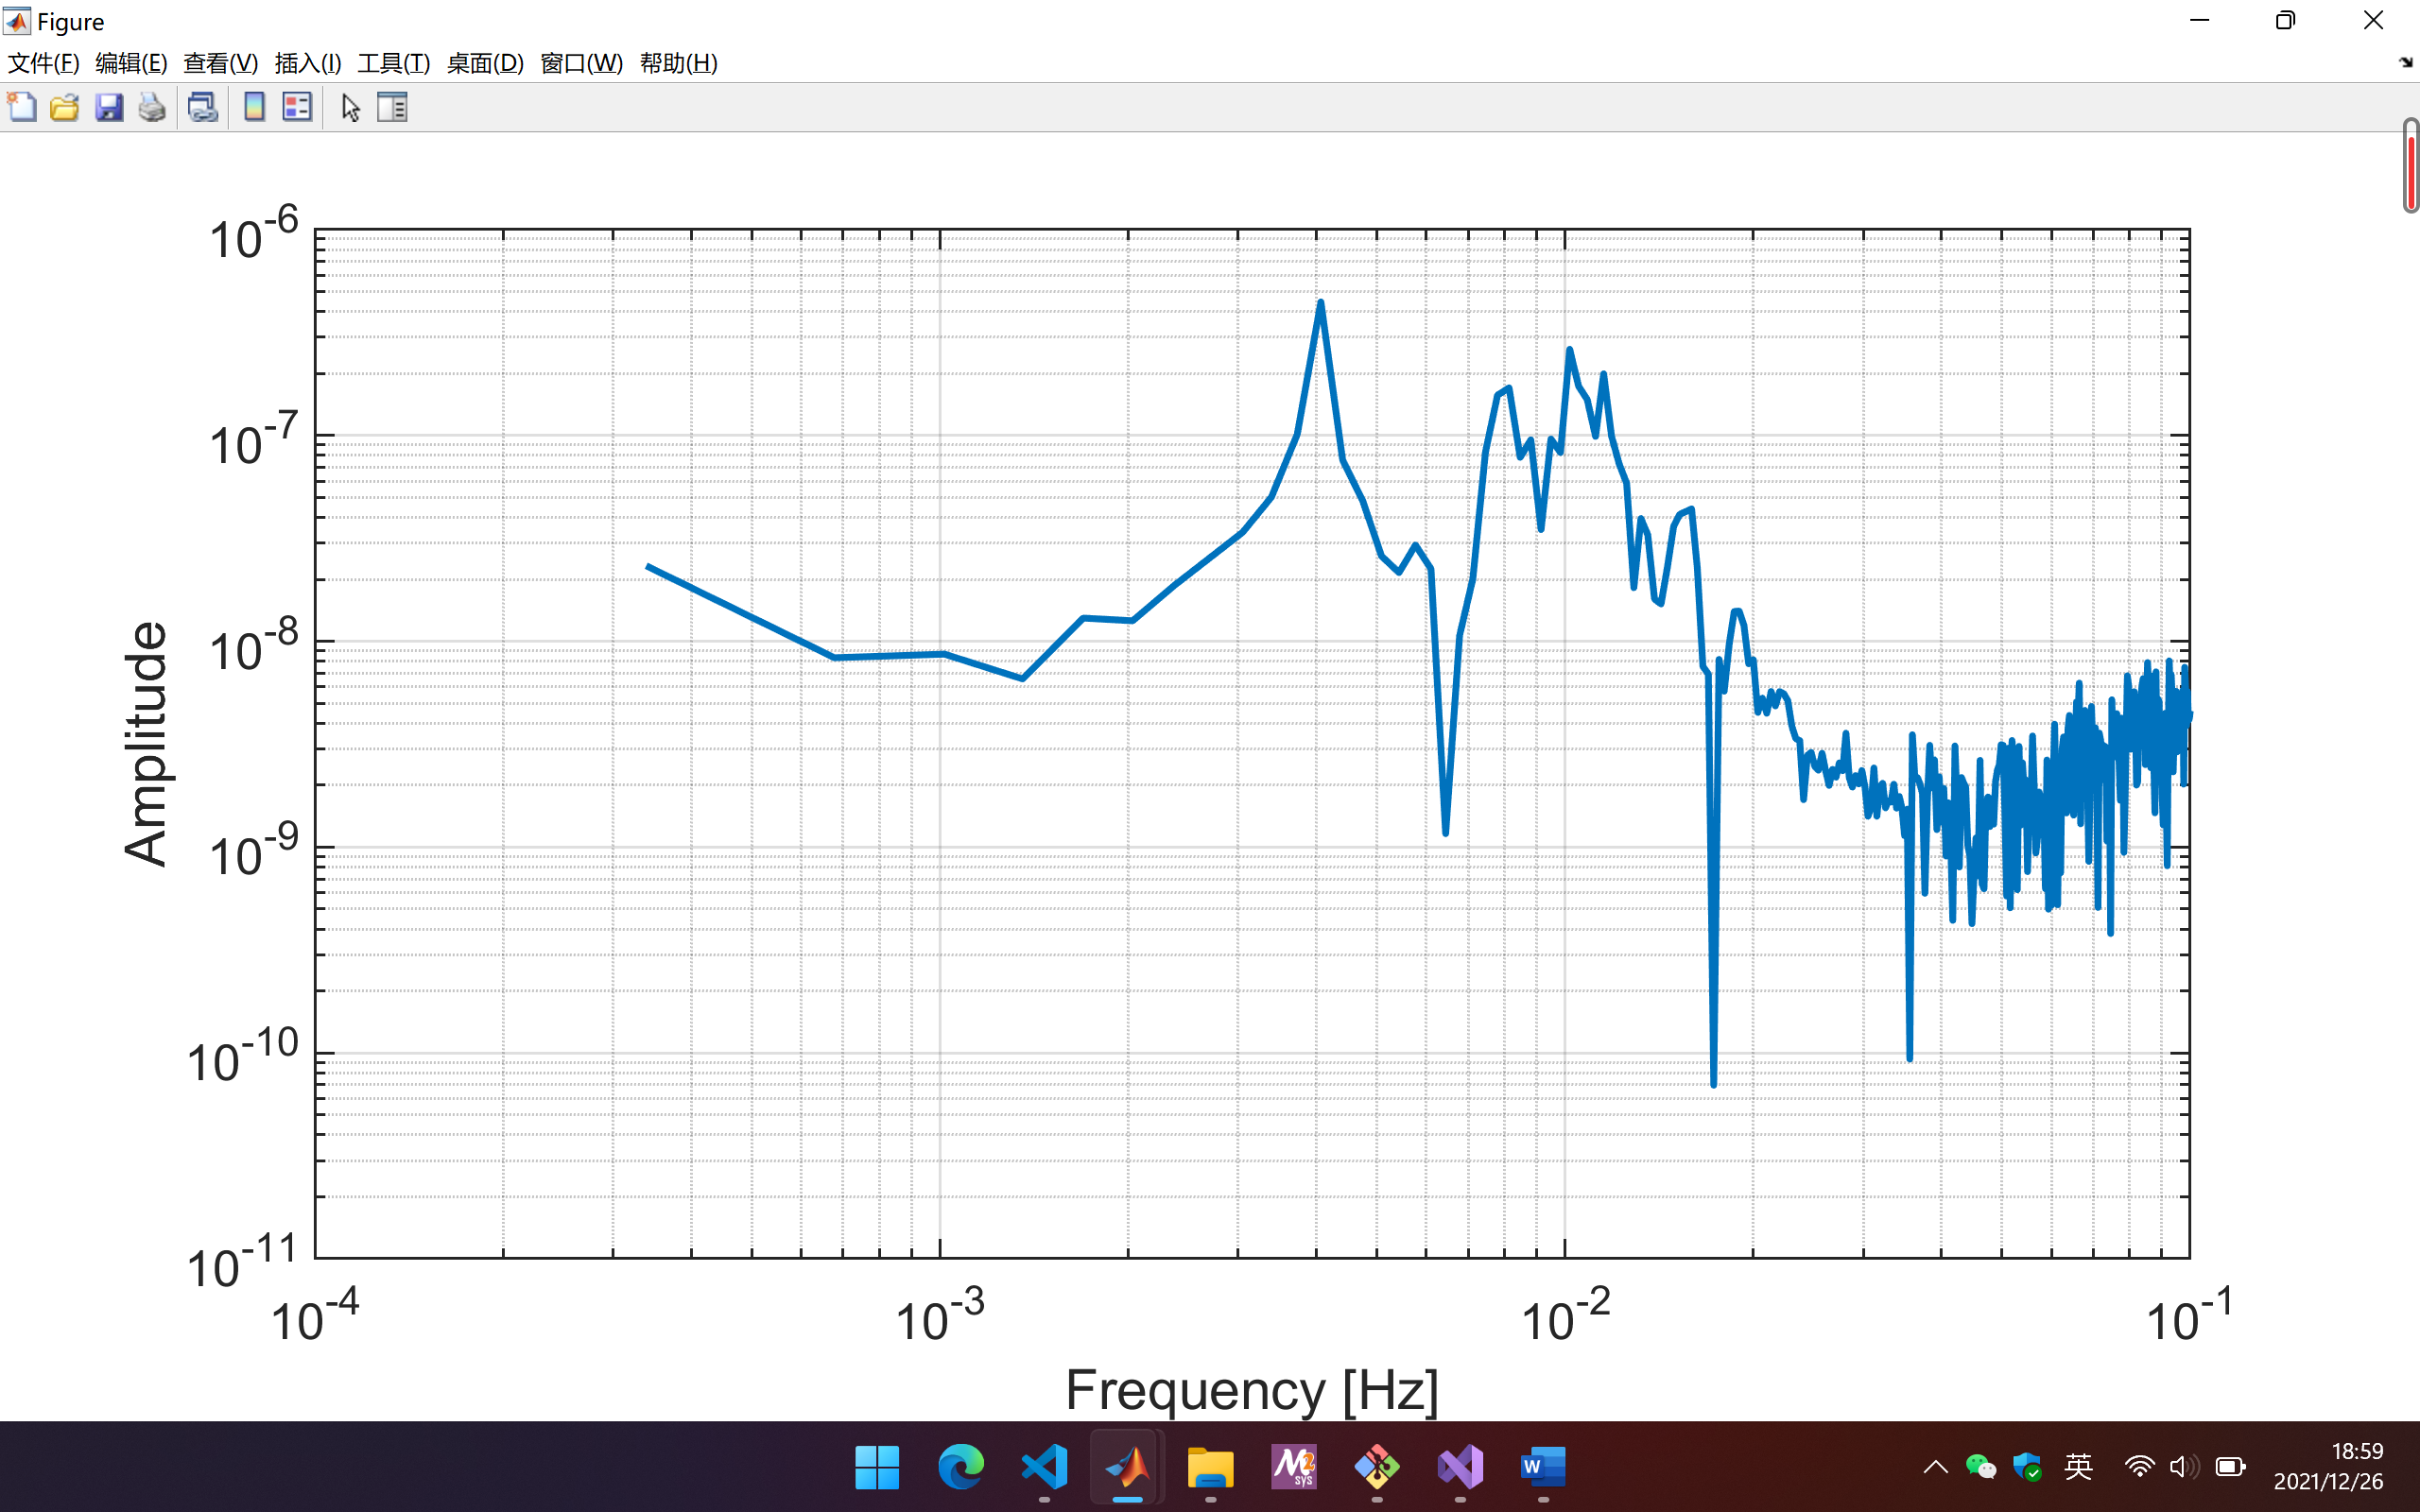 Figure
文件(F) 编辑(E) 查看(V) 插入(I) 工具(T) 桌面(D) 窗口(W) 帮助(H)
10^-6
10^-7
10^-8
10^-9
10^-10
10^-11
Amplitude
10^-4 10^-3 10^-2 10^-1
Frequency [Hz]
M2
sys
W
英
18:59
2021/12/26